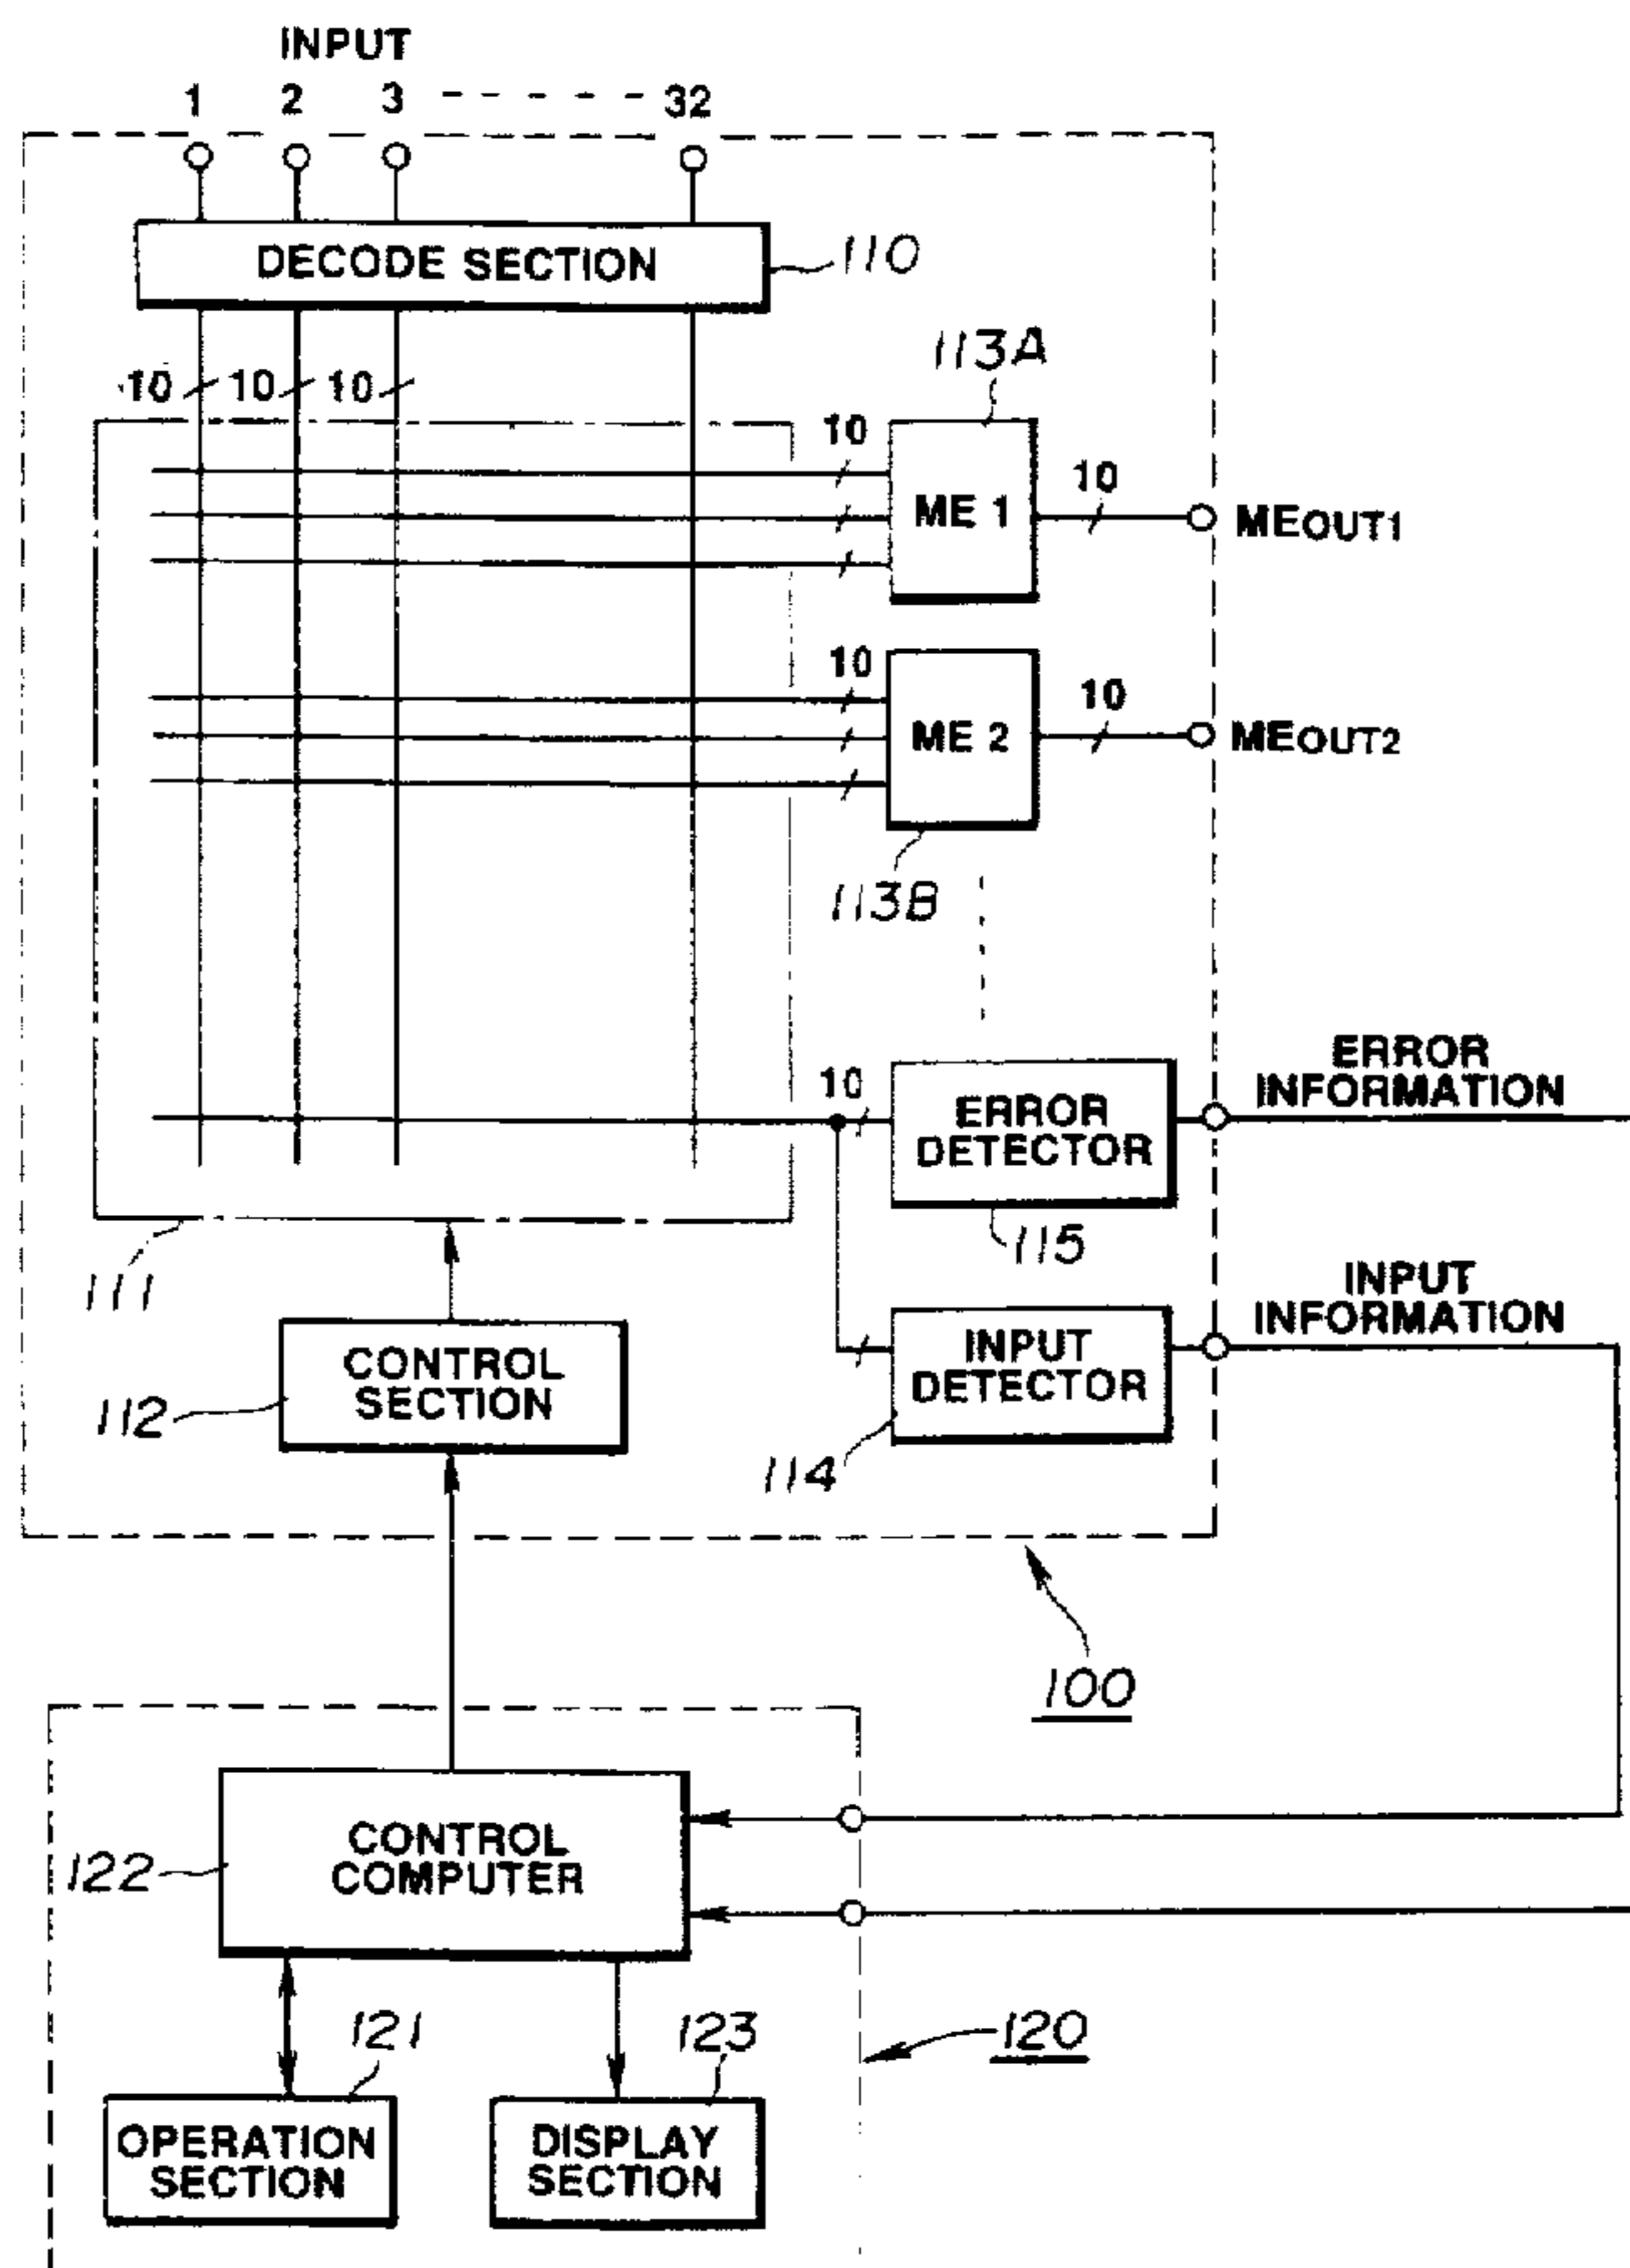 INPUT
1 2 3 - - - - - - 32
DECODE SECTION
110
10 10 10
113A
10
ME 1
10
MEOUT1
10
ME 2
10
MEOUT2
113B
10
ERROR
DETECTOR
ERROR
INFORMATION
115
111
INPUT
DETECTOR
INPUT
INFORMATION
CONTROL
SECTION
112
114
100
CONTROL
COMPUTER
122
121
123
120
OPERATION
SECTION
DISPLAY
SECTION